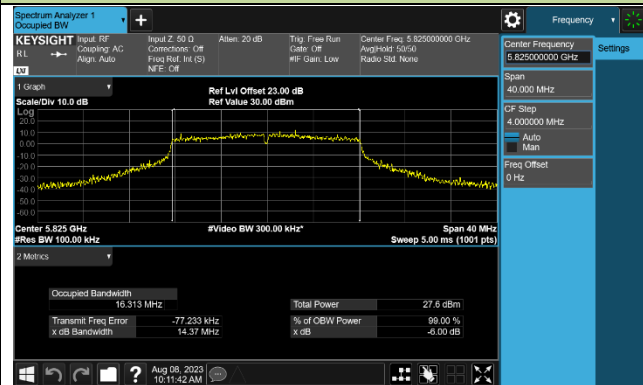 Spectrum Analyzer 1
Occupied BW
Frequency
KEYSIGHT
RL
LXI
Input: RF
Coupling: AC
Align: Auto
Input Z: 50 Ω
Corrections: Off
Freq Ref: Int (S)
NFE: Off
Atten: 20 dB
Trig: Free Run
Gate: Off
#IF Gain: Low
Center Freq: 5.825000000 GHz
Avg|Hold: 50/50
Radio Std: None
Center Frequency
5.825000000 GHz
Settings
Span
40.000 MHz
CF Step
4.000000 MHz
Auto
Man
Freq Offset
0 Hz
1 Graph
Scale/Div 10.0 dB
Ref Lvl Offset 23.00 dB
Ref Value 30.00 dBm
Log
20.0
10.0
0.00
-10.0
-20.0
-30.0
-40.0
-50.0
-60.0
Center 5.825 GHz
#Res BW 100.00 kHz
#Video BW 300.00 kHz*
Span 40 MHz
Sweep 5.00 ms (1001 pts)
2 Metrics
Occupied Bandwidth
16.313 MHz
Total Power 27.6 dBm
Transmit Freq Error -77.233 kHz
% of OBW Power 99.00 %
x dB Bandwidth 14.37 MHz
x dB -6.00 dB
?
Aug 08, 2023
10:11:42 AM